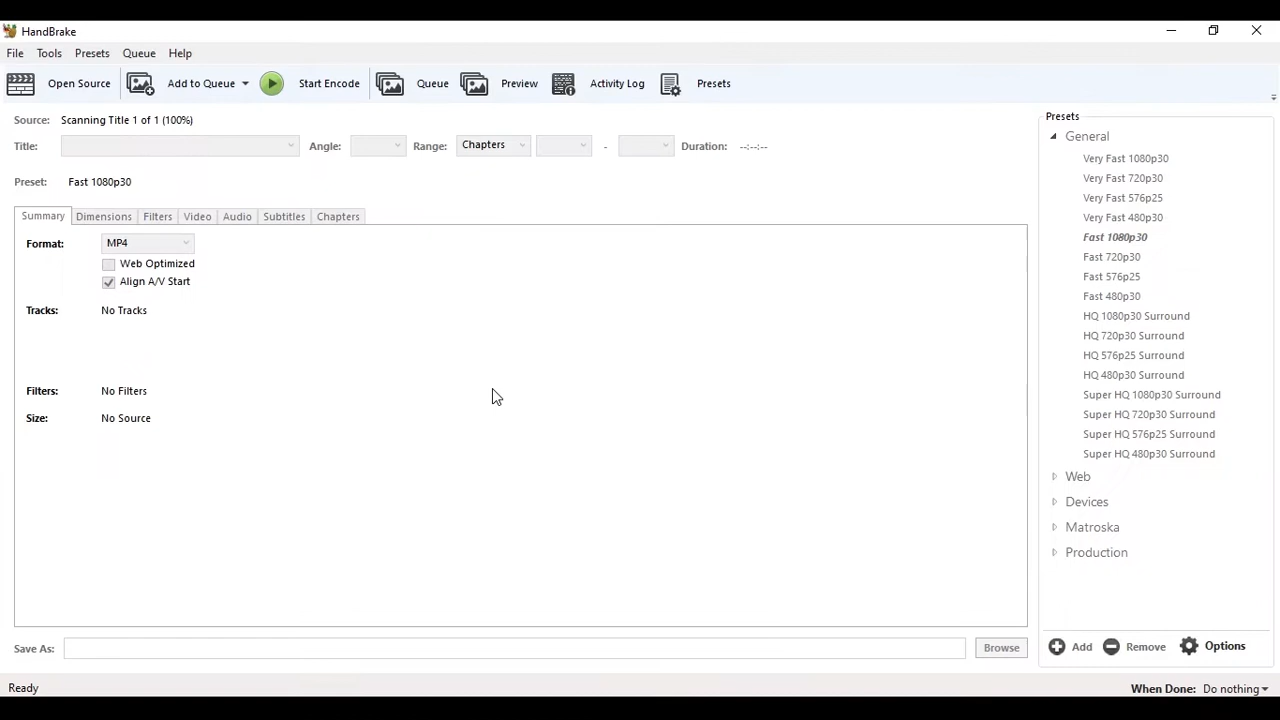 HandBrake
File Tools Presets Queue Help
Open Source Add to Queue Start Encode Queue Preview Activity Log Presets
Source: Scanning Title 1 of 1 (100%)
Title: Angle: Range: Chapters - Duration: --:--:--
Preset: Fast 1080p30
Summary Dimensions Filters Video Audio Subtitles Chapters
Format: MP4
Web Optimized
Align A/V Start
Tracks: No Tracks
Filters: No Filters
Size: No Source
Save As: Browse
Presets
General
Very Fast 1080p30
Very Fast 720p30
Very Fast 576p25
Very Fast 480p30
Fast 1080p30
Fast 720p30
Fast 576p25
Fast 480p30
HQ 1080p30 Surround
HQ 720p30 Surround
HQ 576p25 Surround
HQ 480p30 Surround
Super HQ 1080p30 Surround
Super HQ 720p30 Surround
Super HQ 576p25 Surround
Super HQ 480p30 Surround
Web
Devices
Matroska
Production
Add Remove Options
Ready
When Done: Do nothing